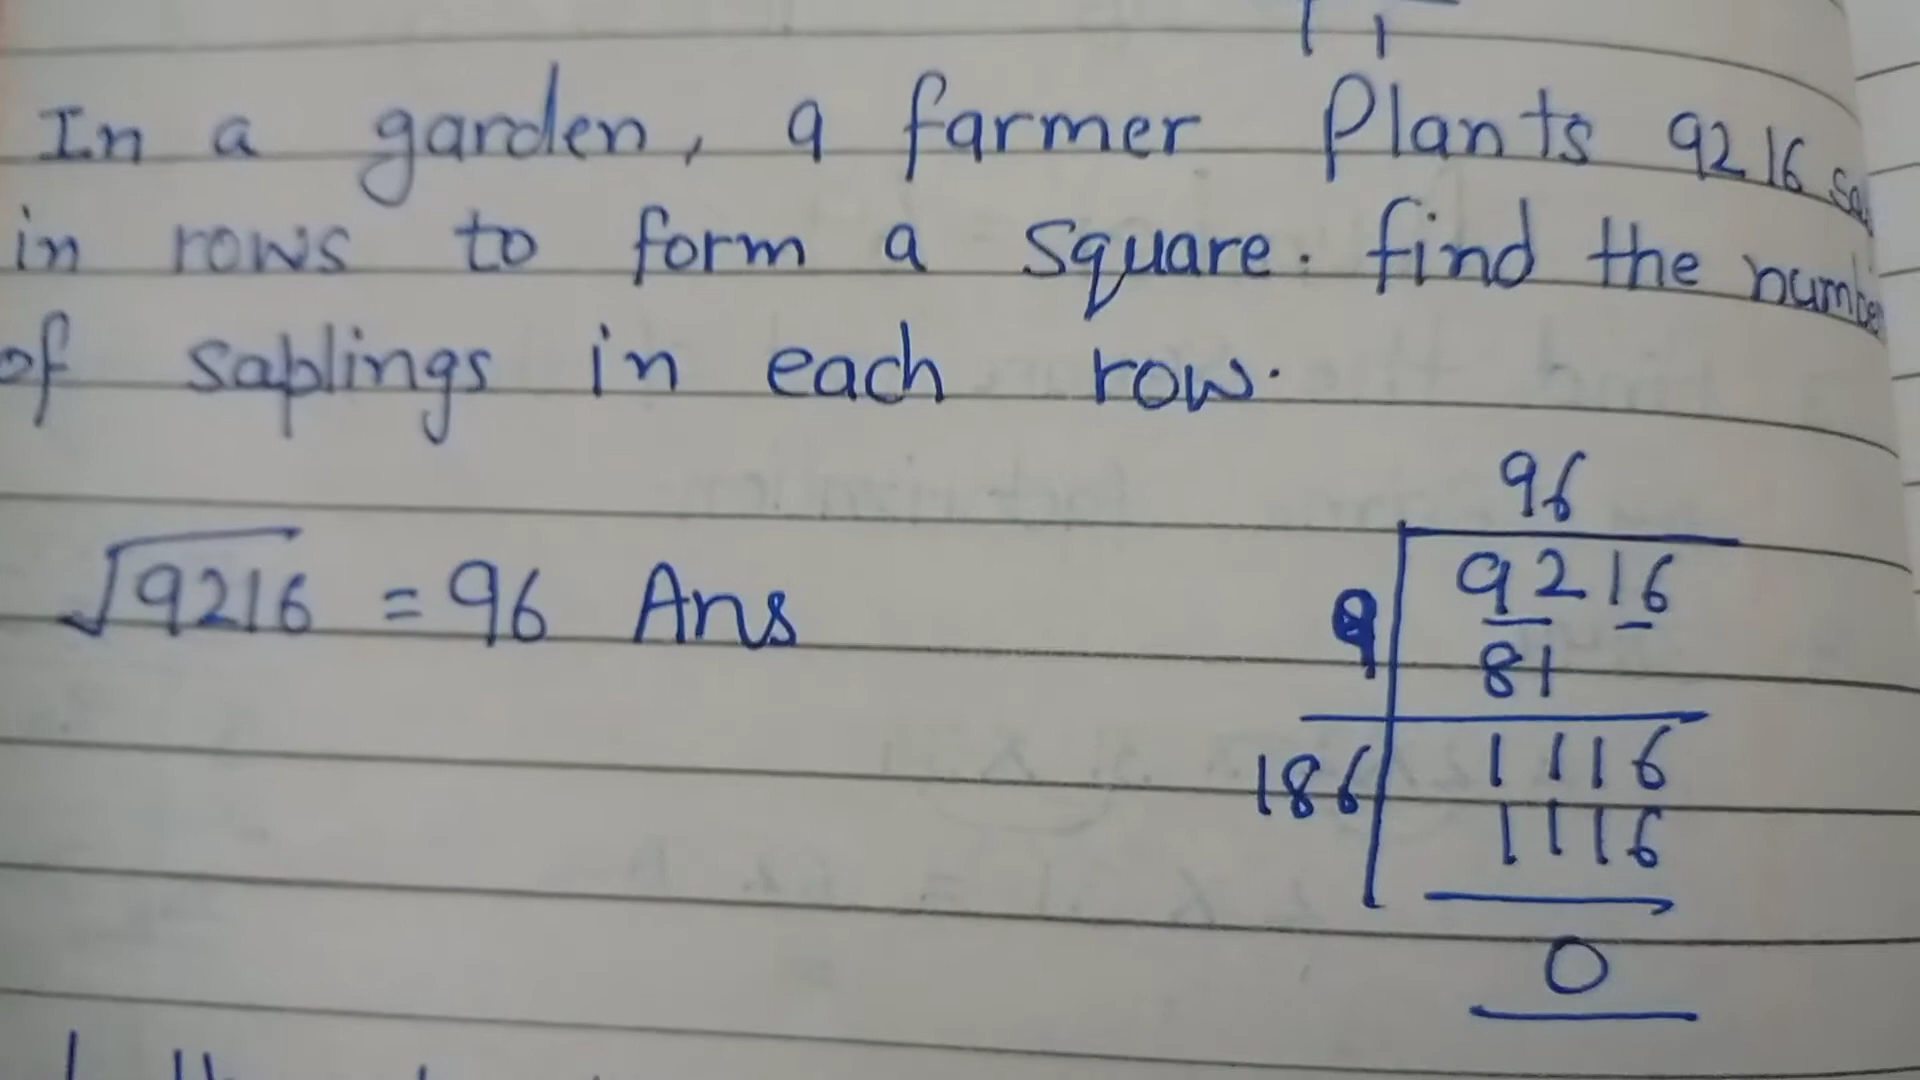 In a garden, a farmer Plants 9216
in rows to form a square. find the number
of saplings in each row.
√9216 = 96 Ans
96
9 9216
81
186 1116
1116
0